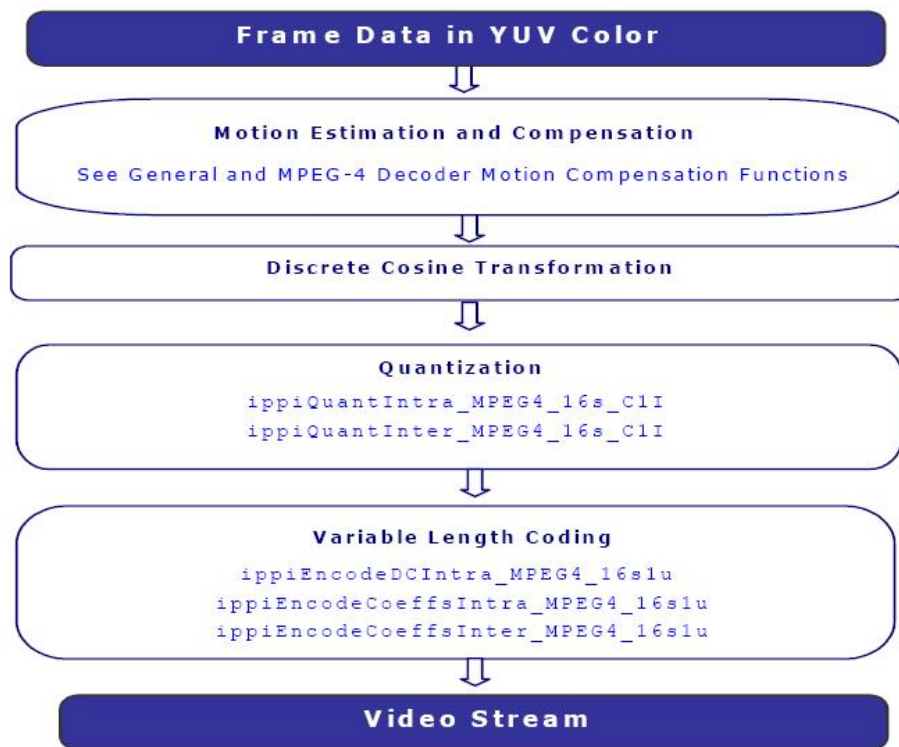 Frame Data in YUV Color
Motion Estimation and Compensation
See General and MPEG-4 Decoder Motion Compensation Functions
Discrete Cosine Transformation
Quantization
ippiQuantIntra_MPEG4_16s_C1I
ippiQuantInter_MPEG4_16s_C1I
Variable Length Coding
ippiEncodeDCIntra_MPEG4_16s1u
ippiEncodeCoeffsIntra_MPEG4_16s1u
ippiEncodeCoeffsInter_MPEG4_16s1u
Video Stream